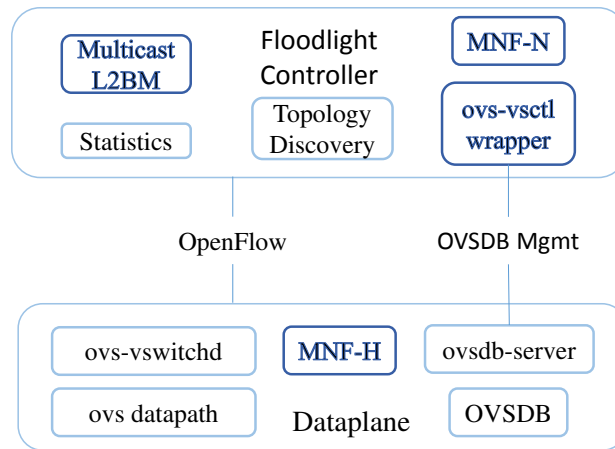 Multicast
L2BM
Floodlight
Controller
MNF-N
Statistics
Topology
Discovery
ovs-vsctl
wrapper
OpenFlow
OVSDB Mgmt
ovs-vswitchd
MNF-H
ovsdb-server
ovs datapath
Dataplane
OVSDB